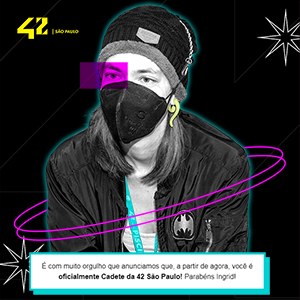 42 | SÃO PAULO
É com muito orgulho que anunciamos que, a partir de agora, você é
oficialmente Cadete da 42 São Paulo! Parabéns Ingrid!